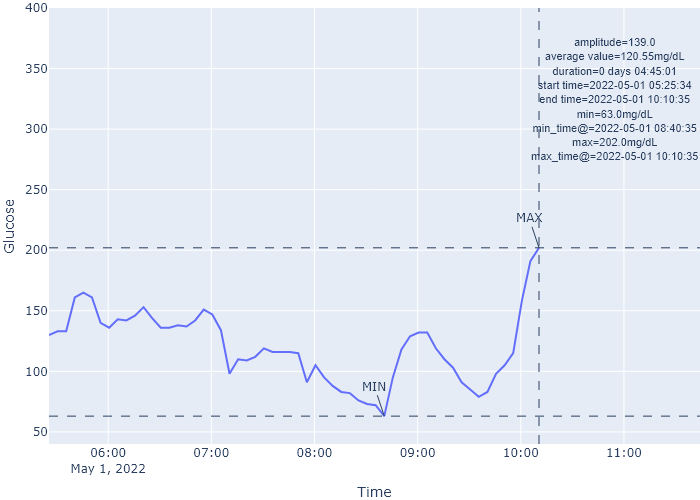 400
350
300
250
200
150
100
50
Glucose
amplitude=139.0
average value=120.55mg/dL
duration=0 days 04:45:01
start time=2022-05-01 05:25:34
end time=2022-05-01 10:10:35
min=63.0mg/dL
min_time@=2022-05-01 08:40:35
max=202.0mg/dL
max_time@=2022-05-01 10:10:35
MAX
MIN
06:00 07:00 08:00 09:00 10:00 11:00
May 1, 2022
Time